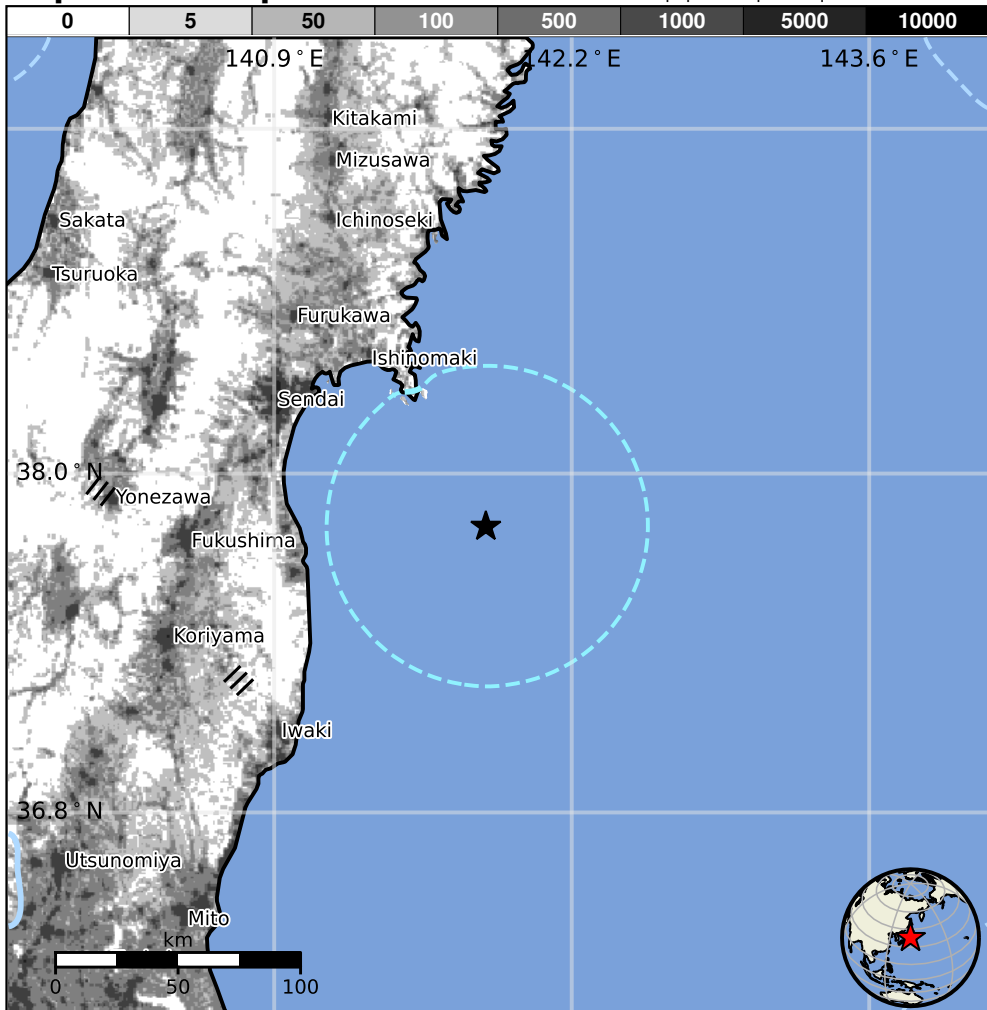 0 5 50 100 500 1000 5000 10000
140.9°E 142.2°E 143.6°E
Kitakami
Mizusawa
Sakata
Ichinoseki
Tsuruoka
Furukawa
Ishinomaki
Sendai
38.0°N
Yonezawa
Fukushima
Koriyama
Iwaki
36.8°N
Utsunomiya
Mito
km
0 50 100